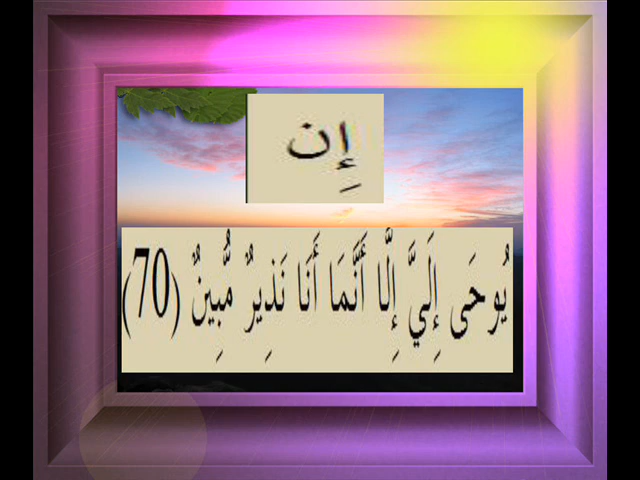 إِن
يُوحَى إِلَيَّ إِلَّا أَنَّمَا أَنَا نَذِيرٌ مُّبِينٌ (70)